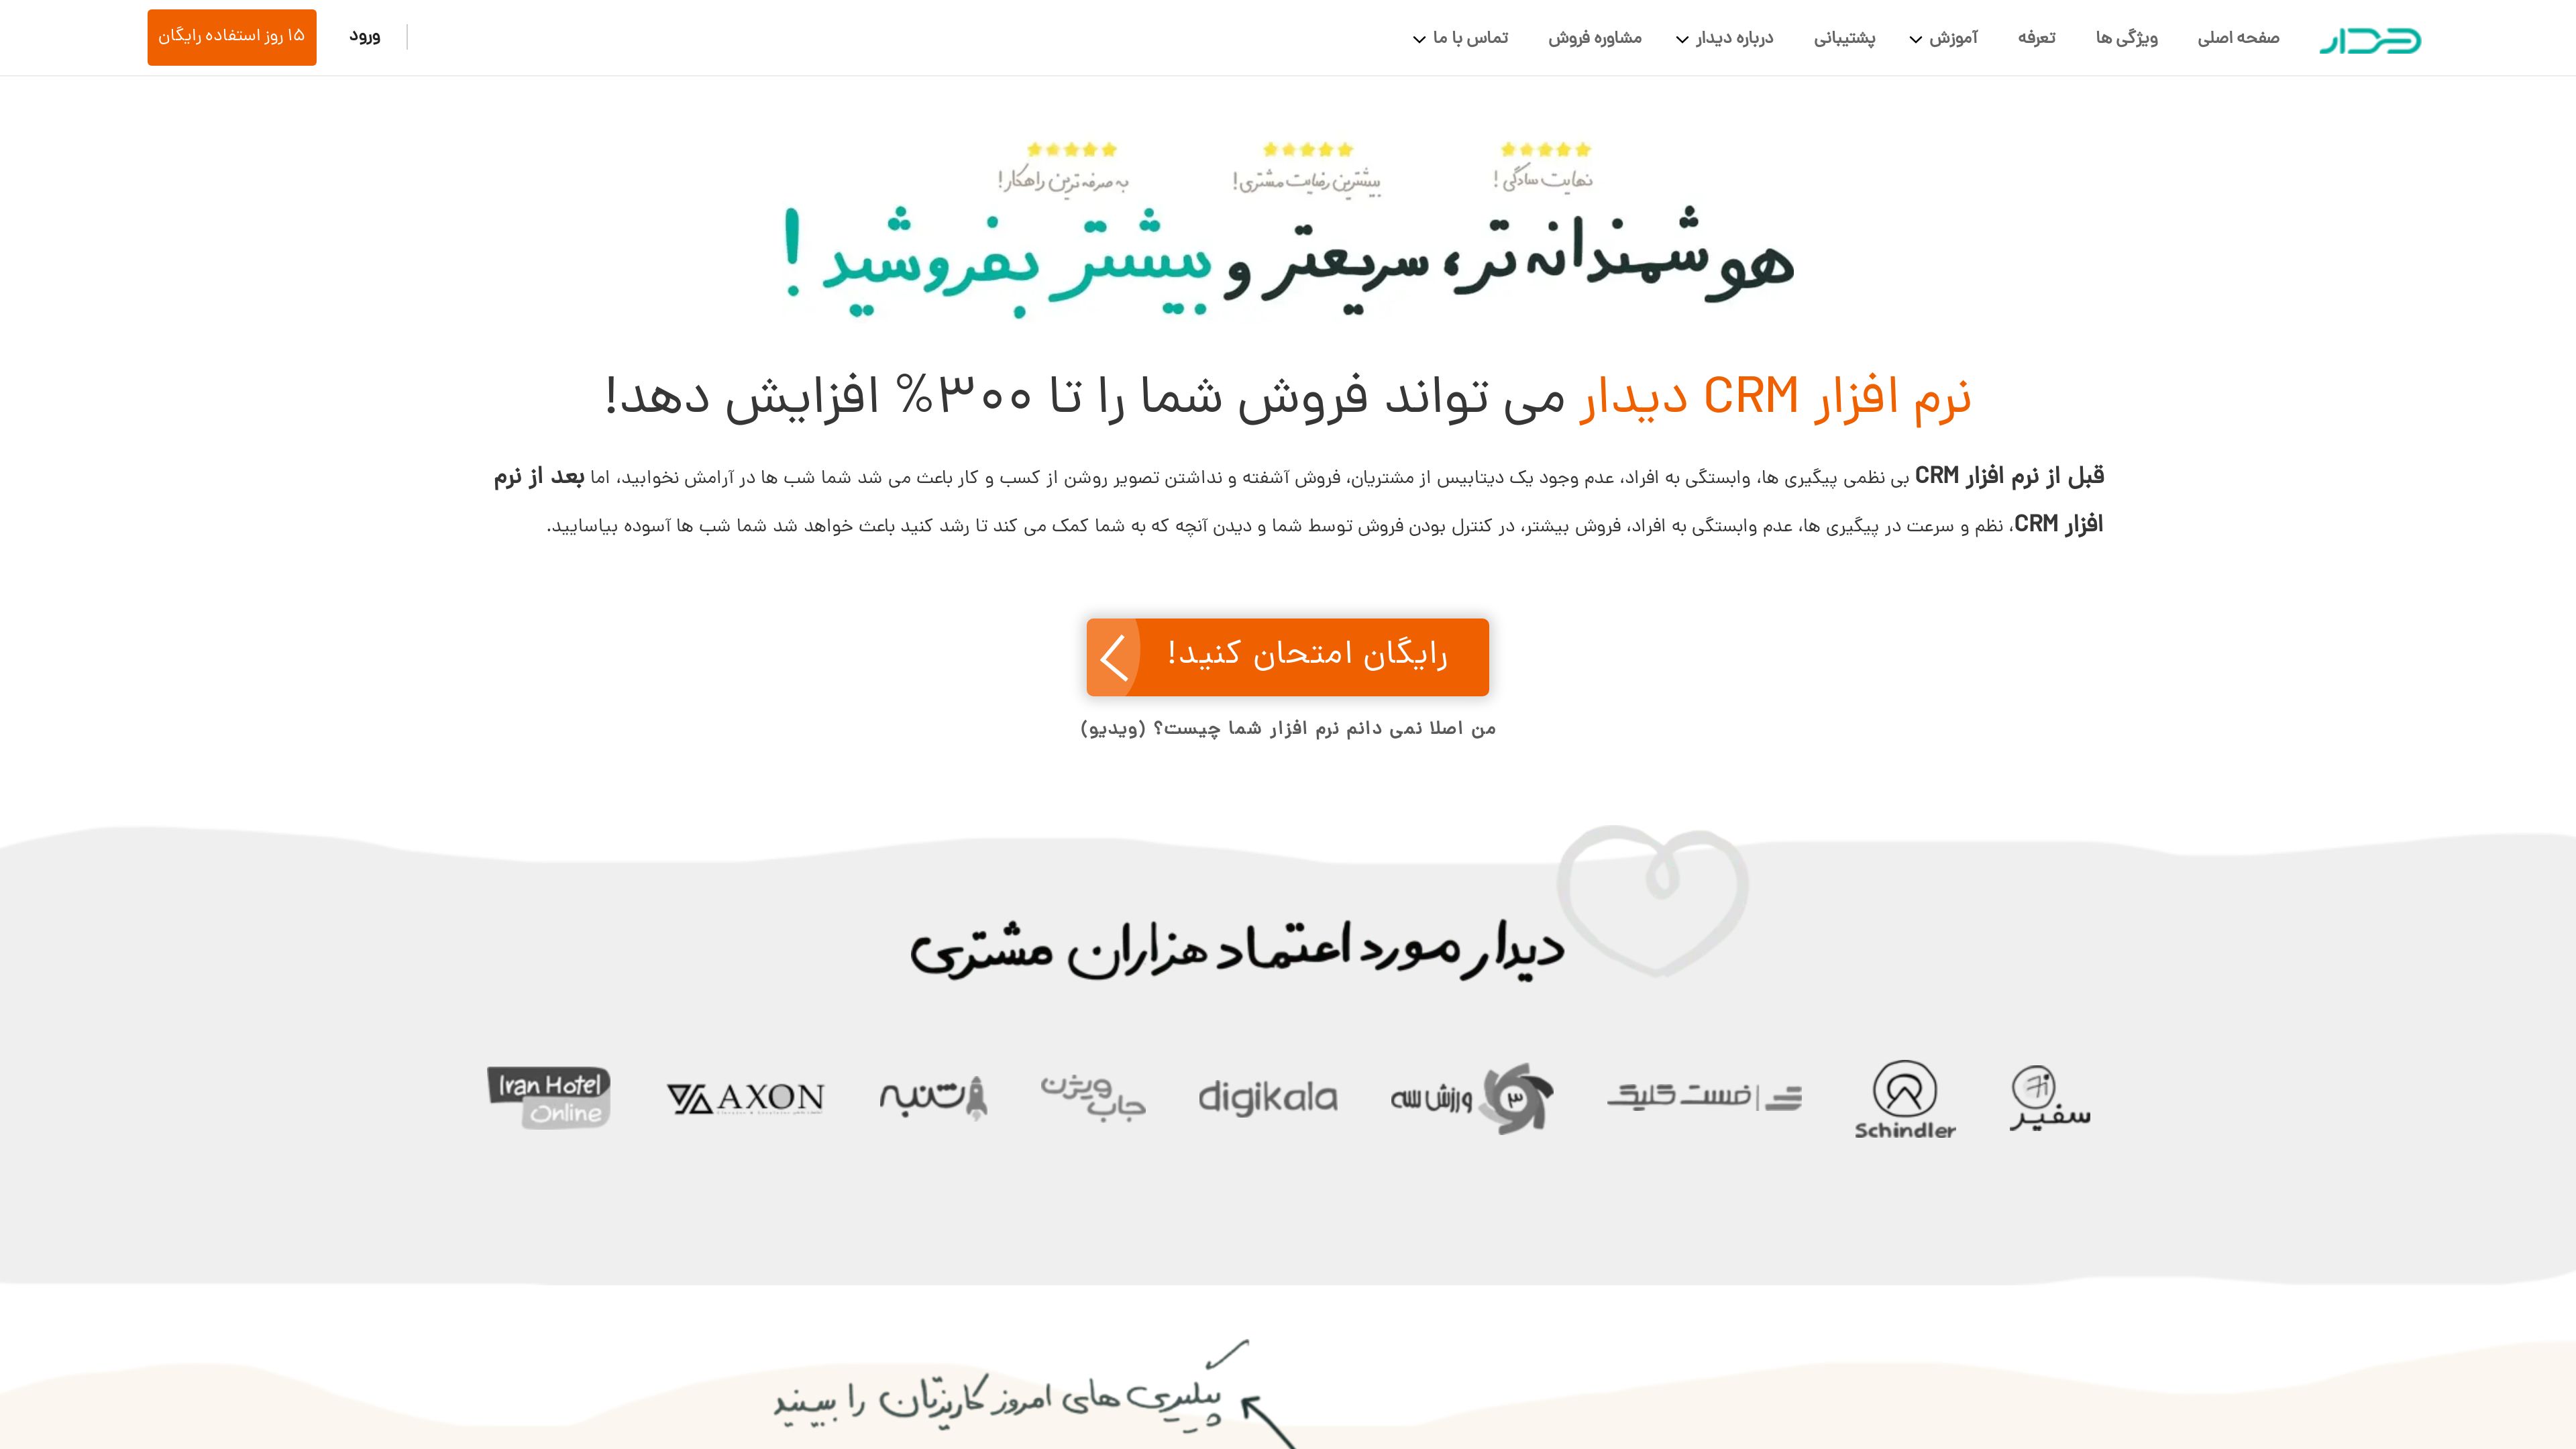 دیدار
صفحه اصلی
ویژگی ها
تعرفه
آموزش
پشتیبانی
درباره دیدار
مشاوره فروش
تماس با ما
ورود
۱۵ روز استفاده رایگان
نهایت سادگی !
بیشترین رضایت مشتری!
به صرفه ترین راهکار!
هوشمندانه تر، سریعتر و بیشتر بفروشید !
نرم افزار CRM دیدار می تواند فروش شما را تا ۳۰۰% افزایش دهد!
قبل از نرم افزار CRM بی نظمی پیگیری ها، وابستگی به افراد، عدم وجود یک دیتابیس از مشتریان، فروش آشفته و نداشتن تصویر روشن از کسب و کار باعث می شد شما شب ها در آرامش نخوابید، اما بعد از نرم
افزار CRM، نظم و سرعت در پیگیری ها، عدم وابستگی به افراد، فروش بیشتر، در کنترل بودن فروش توسط شما و دیدن آنچه که به شما کمک می کند تا رشد کنید باعث خواهد شد شما شب ها آسوده بیاسایید.
رایگان امتحان کنید!
من اصلا نمی دانم نرم افزار شما چیست؟ (ویدیو)
دیدار مورد اعتماد هزاران مشتری
سفیر
Schindler
فست کلیک
ورزش سه ۳
digikala
جاب ویژن
شنبه
AXON
Iran Hotel
Online
پیگیری های امروز کاربرتان را ببینید